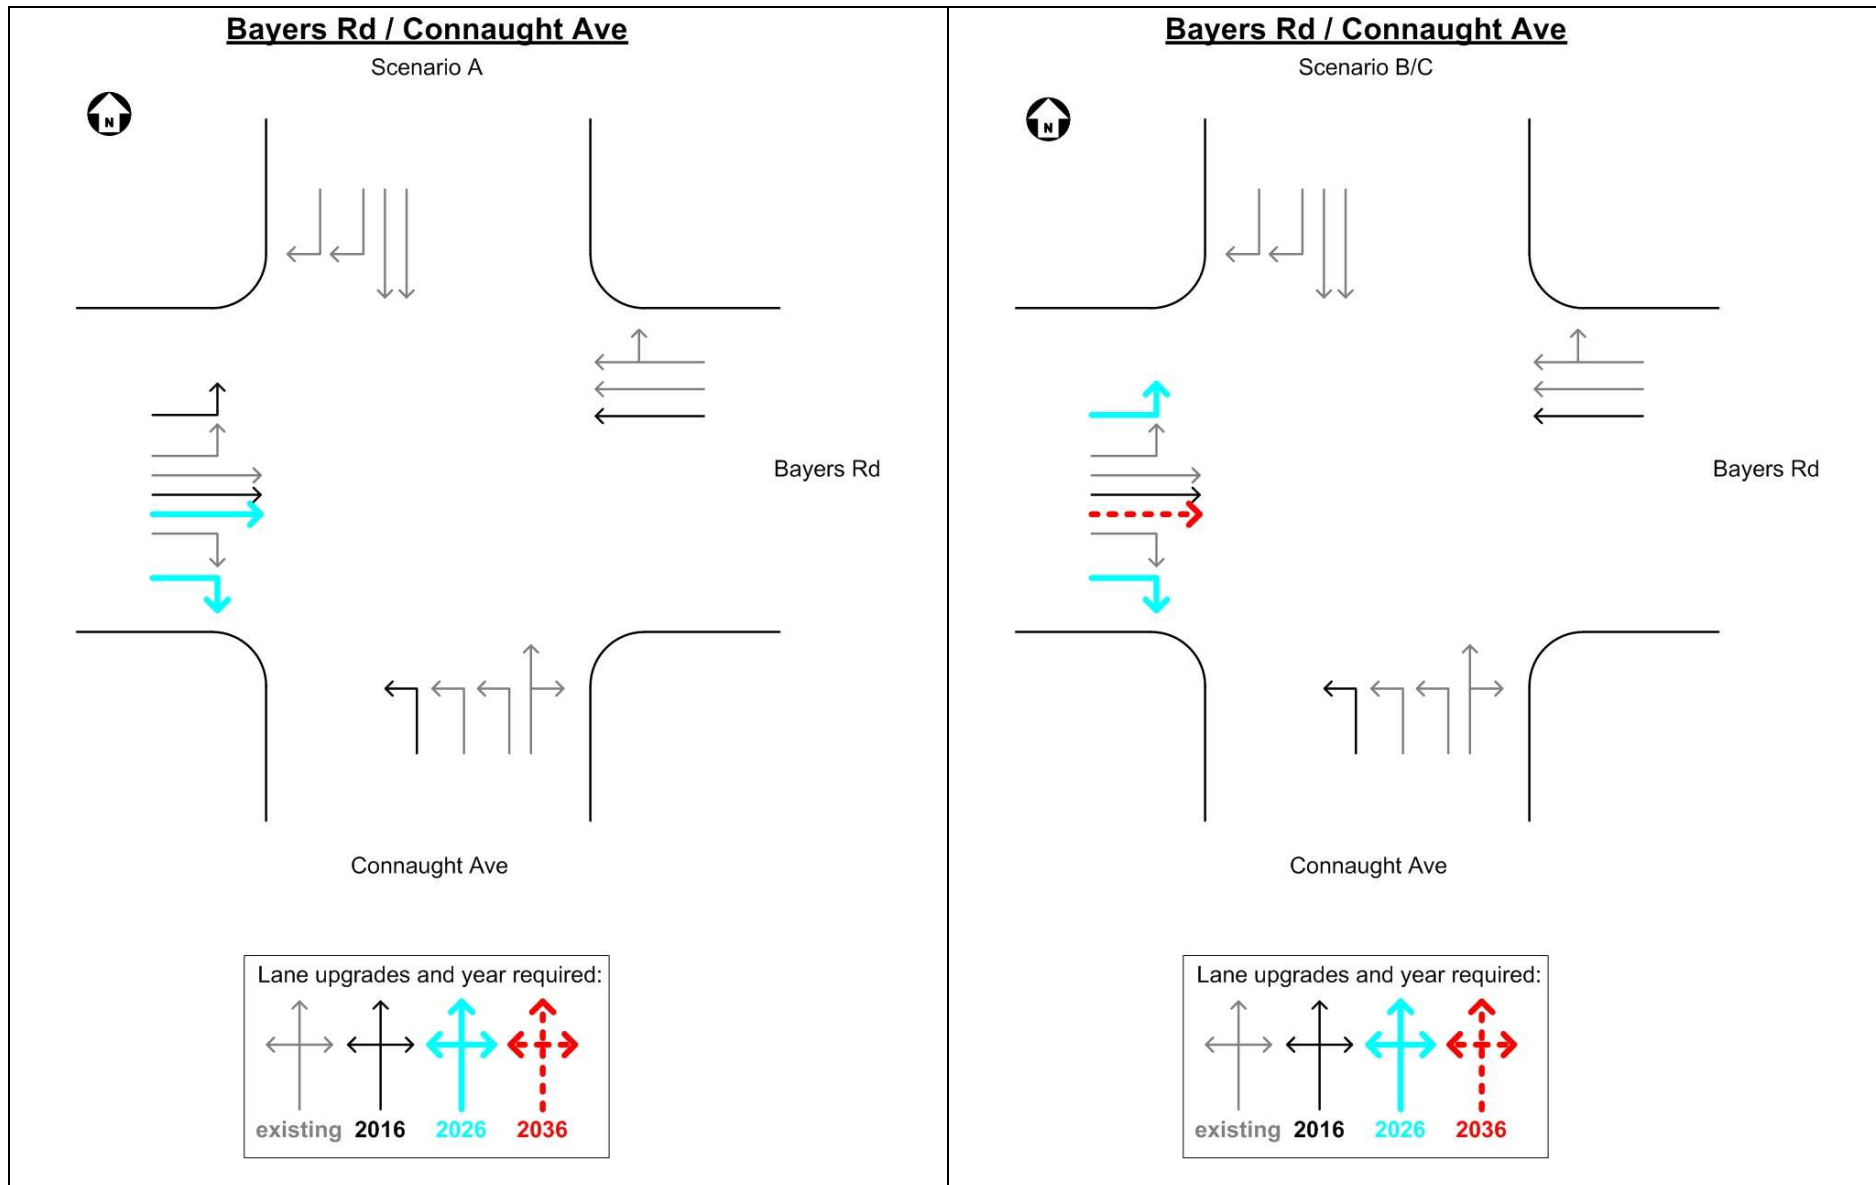 Bayers Rd / Connaught Ave
Scenario A
N
Bayers Rd
Connaught Ave
Lane upgrades and year required:
existing 2016 2026 2036
Bayers Rd / Connaught Ave
Scenario B/C
N
Bayers Rd
Connaught Ave
Lane upgrades and year required:
existing 2016 2026 2036